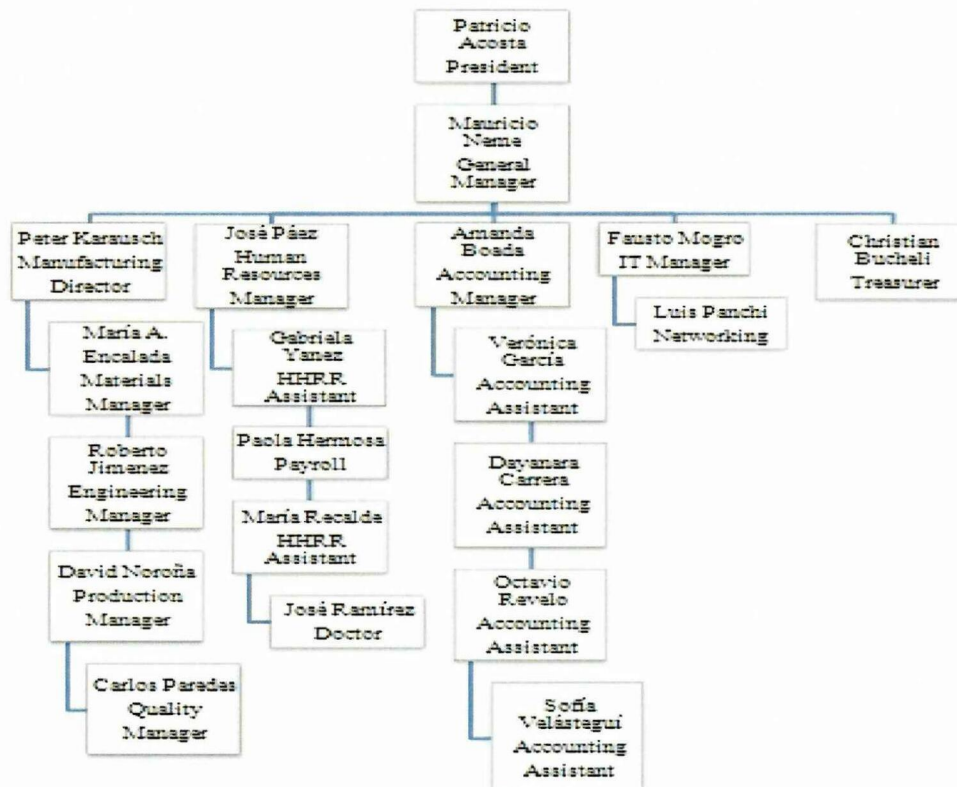 Patricio
Acosta
President
Mauricio
Neme
General
Manager
Peter Karausch
Manufacturing
Director
José Páez
Human
Resources
Manager
Amanda
Boada
Accounting
Manager
Fausto Mogro
IT Manager
Christian
Bucheli
Treasurer
María A.
Encalada
Materials
Manager
Roberto
Jimenez
Engineering
Manager
David Noroña
Production
Manager
Carlos Paredes
Quality
Manager
Gabriela
Yanez
HHRR
Assistant
Paola Hermosa
Payroll
María Recalde
HHRR
Assistant
José Ramírez
Doctor
Verónica
García
Accounting
Assistant
Dayanara
Carrera
Accounting
Assistant
Octavio
Revelo
Accounting
Assistant
Sofía
Velásteguí
Accounting
Assistant
Luis Panchi
Networking